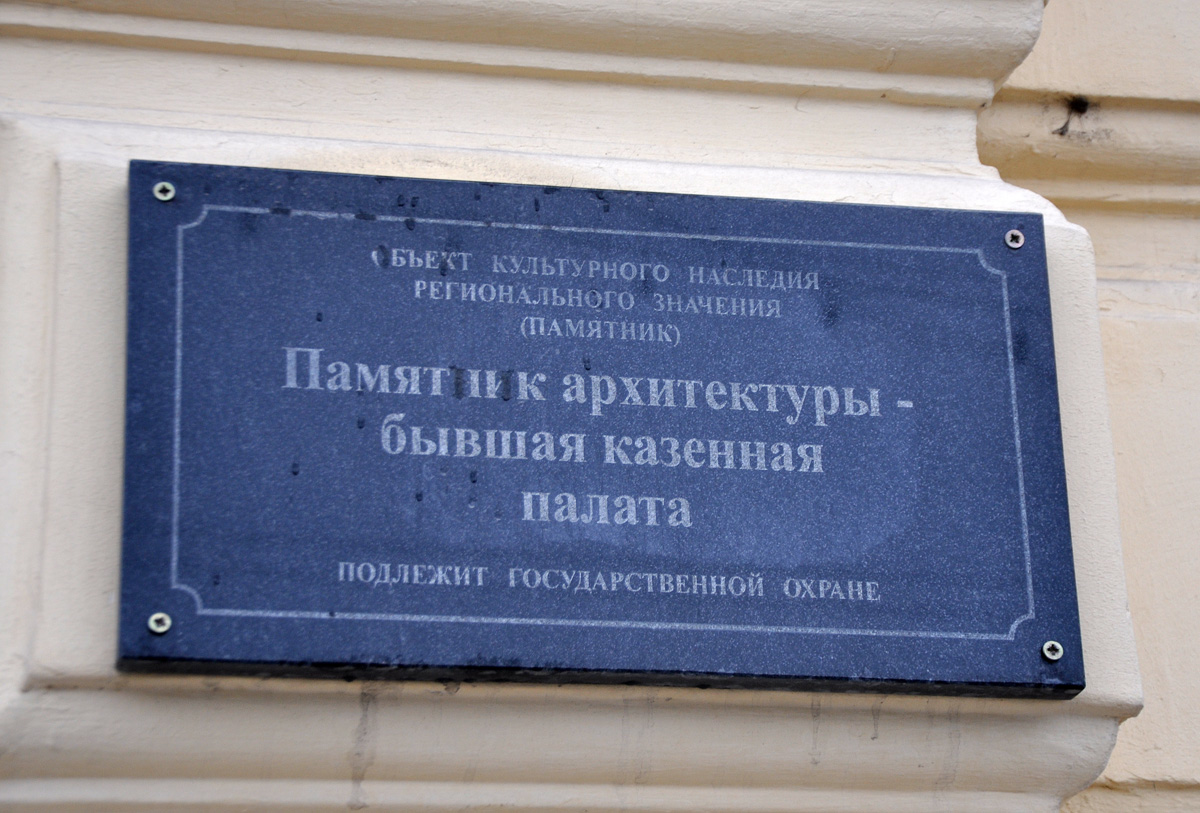 ОБЪЕКТ КУЛЬТУРНОГО НАСЛЕДИЯ
РЕГИОНАЛЬНОГО ЗНАЧЕНИЯ
(ПАМЯТНИК)
Памятник архитектуры -
бывшая казенная
палата
ПОДЛЕЖИТ ГОСУДАРСТВЕННОЙ ОХРАНЕ